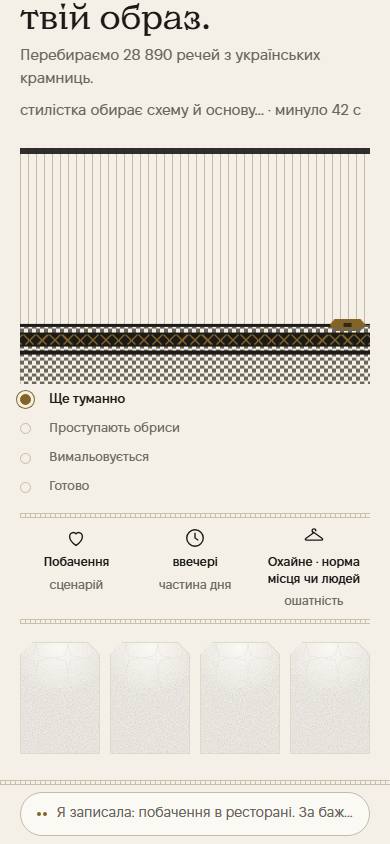 твій образ.
Перебираємо 28 890 речей з українських
крамниць.
стилістка обирає схему й основу... · минуло 42 с
Ще туманно
Проступають обриси
Вимальовується
Готово
Побачення
сценарій
ввечері
частина дня
Охайне · норма
місця чи людей
ошатність
Я записала: побачення в ресторані. За баж...